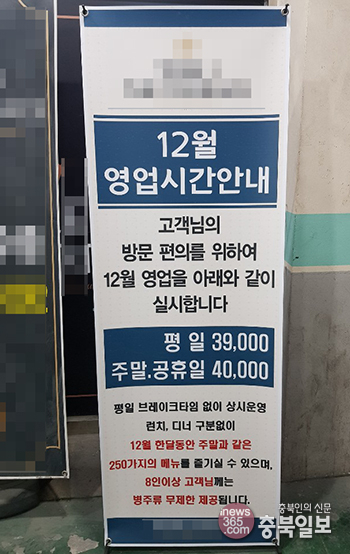 12월
영업시간안내
고객님의
방문 편의를 위하여
12월 영업을 아래와 같이
실시합니다
평 일 39,000
주말.공휴일 40,000
평일 브레이크타임 없이 상시운영
런치, 디너 구분없이
12월 한달동안 주말과 같은
250가지의 메뉴를 즐기실 수 있으며,
8인이상 고객님께는
병주류 무제한 제공됩니다.
inews
365.com
충북인의 신문
충북일보